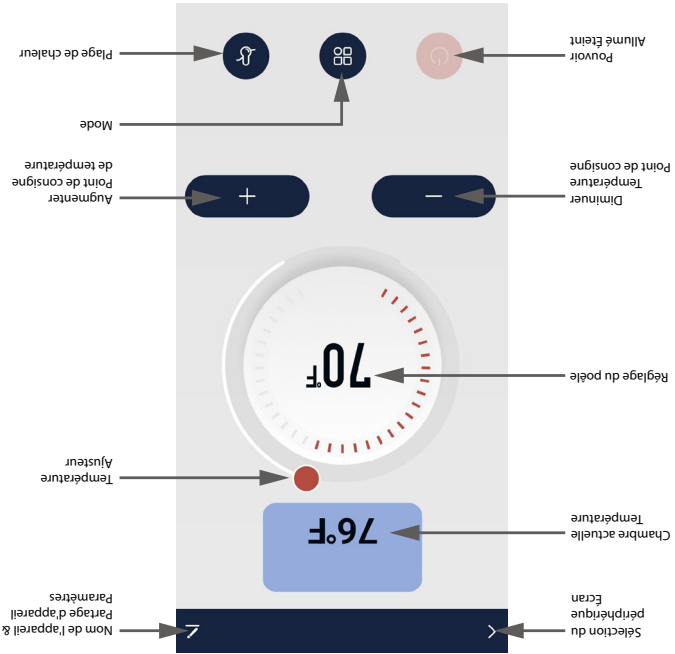 Sélection du
périphérique
Écran
Nom de l'appareil &
Partage d'appareil
Paramètres
Chambre actuelle
Température
76°F
Température
Ajusteur
Réglage du poêle
70°F
Diminuer
Température
Point de consigne
−
+
Augmenter
Point de consigne
de température
Mode
Pouvoir
Allumé Éteint
Plage de chaleur